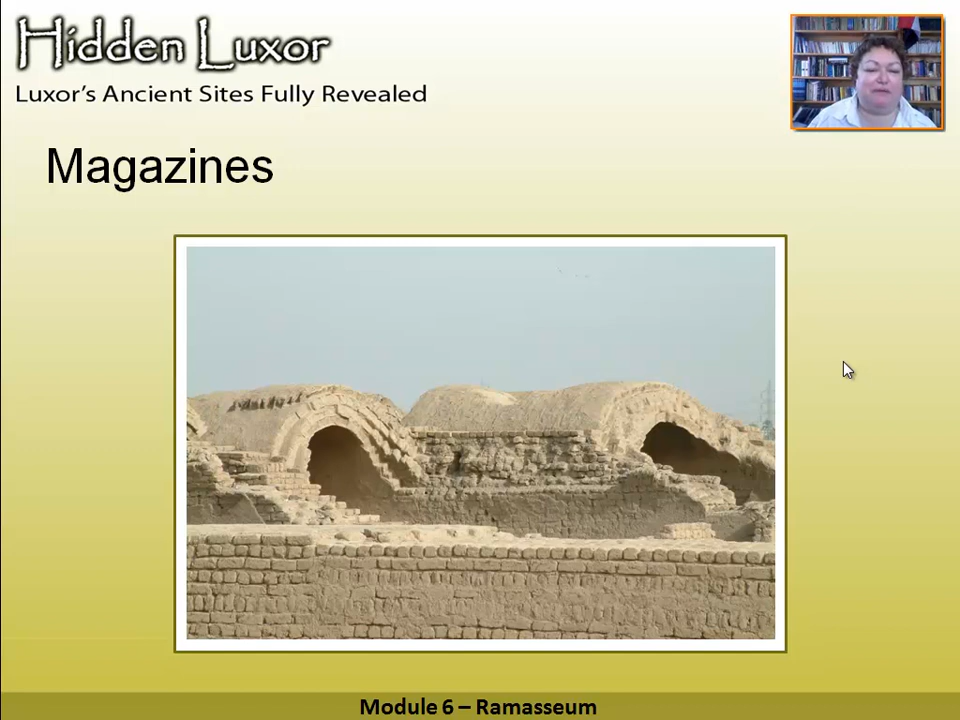 Hidden Luxor
Luxor's Ancient Sites Fully Revealed
Magazines
Module 6 – Ramasseum